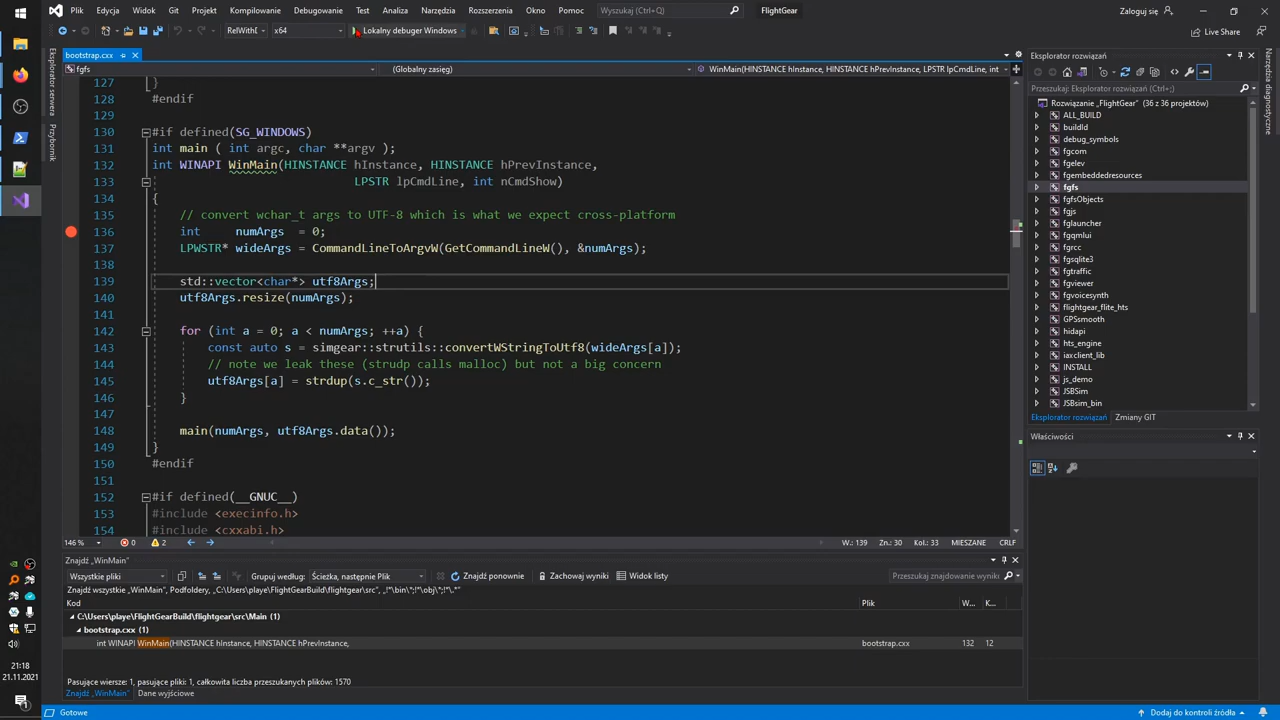 Plik Edycja Widok Git Projekt Kompilowanie Debugowanie Test Analiza Narzędzia Rozszerzenia Okno Pomoc Wyszukaj (Ctrl+Q) FlightGear Zaloguj się
RelWithD x64 Lokalny debuger Windows Live Share
bootstrap.cxx
fgfs (Globalny zasięg) WinMain(HINSTANCE hInstance, HINSTANCE hPrevInstance, LPSTR lpCmdLine, int
127 }
128 #endif
129
130 #if defined(SG_WINDOWS)
131 int main ( int argc, char **argv );
132 int WINAPI WinMain(HINSTANCE hInstance, HINSTANCE hPrevInstance,
133 LPSTR lpCmdLine, int nCmdShow)
134 {
135 // convert wchar_t args to UTF-8 which is what we expect cross-platform
136 int numArgs = 0;
137 LPWSTR* wideArgs = CommandLineToArgvW(GetCommandLineW(), &numArgs);
138
139 std::vector<char*> utf8Args;
140 utf8Args.resize(numArgs);
141
142 for (int a = 0; a < numArgs; ++a) {
143 const auto s = simgear::strutils::convertWStringToUtf8(wideArgs[a]);
144 // note we leak these (strudp calls malloc) but not a big concern
145 utf8Args[a] = strdup(s.c_str());
146 }
147
148 main(numArgs, utf8Args.data());
149 }
150 #endif
151
152 #if defined(__GNUC__)
153 #include <execinfo.h>
154 #include <cxxabi.h>
146 % 0 2 W.: 139 Zn.: 30 Kol.: 33 MIESZANE CRLF
Eksplorator serwera
Przybornik
Eksplorator rozwiązań
Przeszukaj: Eksplorator rozwiązań (Ctrl+;)
Rozwiązanie „FlightGear" (36 z 36 projektów)
ALL_BUILD
buildId
debug_symbols
fgcom
fgelev
fgembeddedresources
fgfs
fgfsObjects
fgjs
fglauncher
fgqmlui
fgrcc
fgsqlite3
fgtraffic
fgviewer
fgvoicesynth
flightgear_flite_hts
GPSsmooth
hidapi
hts_engine
iaxclient_lib
INSTALL
js_demo
JSBSim
JSBsim_bin
Eksplorator rozwiązań Zmiany GIT
Właściwości
Narzędzia diagnostyczne
Znajdź „WinMain"
Wszystkie pliki Grupuj według: Ścieżka, następnie Plik Znajdź ponownie Zachowaj wyniki Widok listy Przeszukaj znajdowanie wyniki
Znajdź wszystkie „WinMain", Podfoldery, „C:\Users\playe\FlightGearBuild\flightgear\src", „!*\bin\*;!*\obj\*;!*\.*"
Kod Plik W... K...
C:\Users\playe\FlightGearBuild\flightgear\src\Main (1)
bootstrap.cxx (1)
int WINAPI WinMain(HINSTANCE hInstance, HINSTANCE hPrevInstance, bootstrap.cxx 132 12
Pasujące wiersze: 1, pasujące pliki: 1, całkowita liczba przeszukanych plików: 1570
Znajdź „WinMain" Dane wyjściowe
Gotowe Dodaj do kontroli źródła
21:18
21.11.2021
1